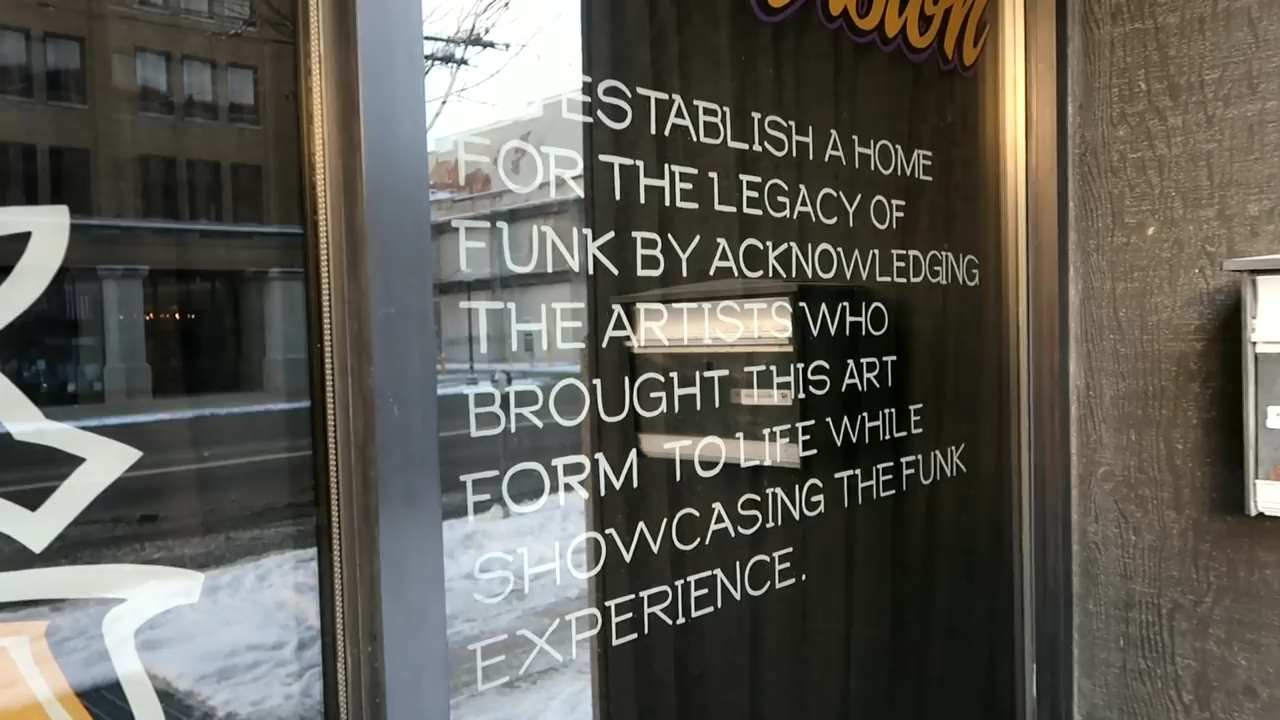 ESTABLISH A HOME
FOR THE LEGACY OF
FUNK BY ACKNOWLEDGING
THE ARTISTS WHO
BROUGHT THIS ART
FORM TO LIFE WHILE
SHOWCASING THE FUNK
EXPERIENCE.